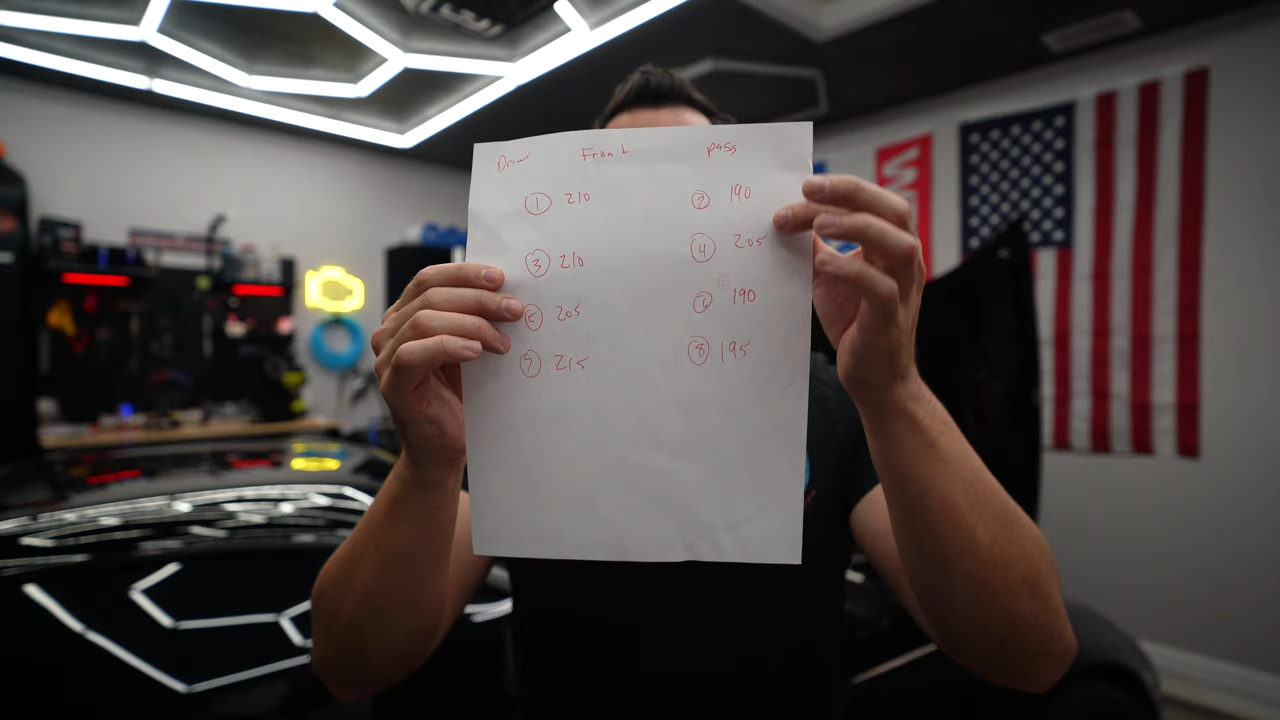 Driver Front pass
① 210 ② 190
③ 210 ④ 205
⑤ 205 ⑥ 190
⑦ 215 ⑧ 195